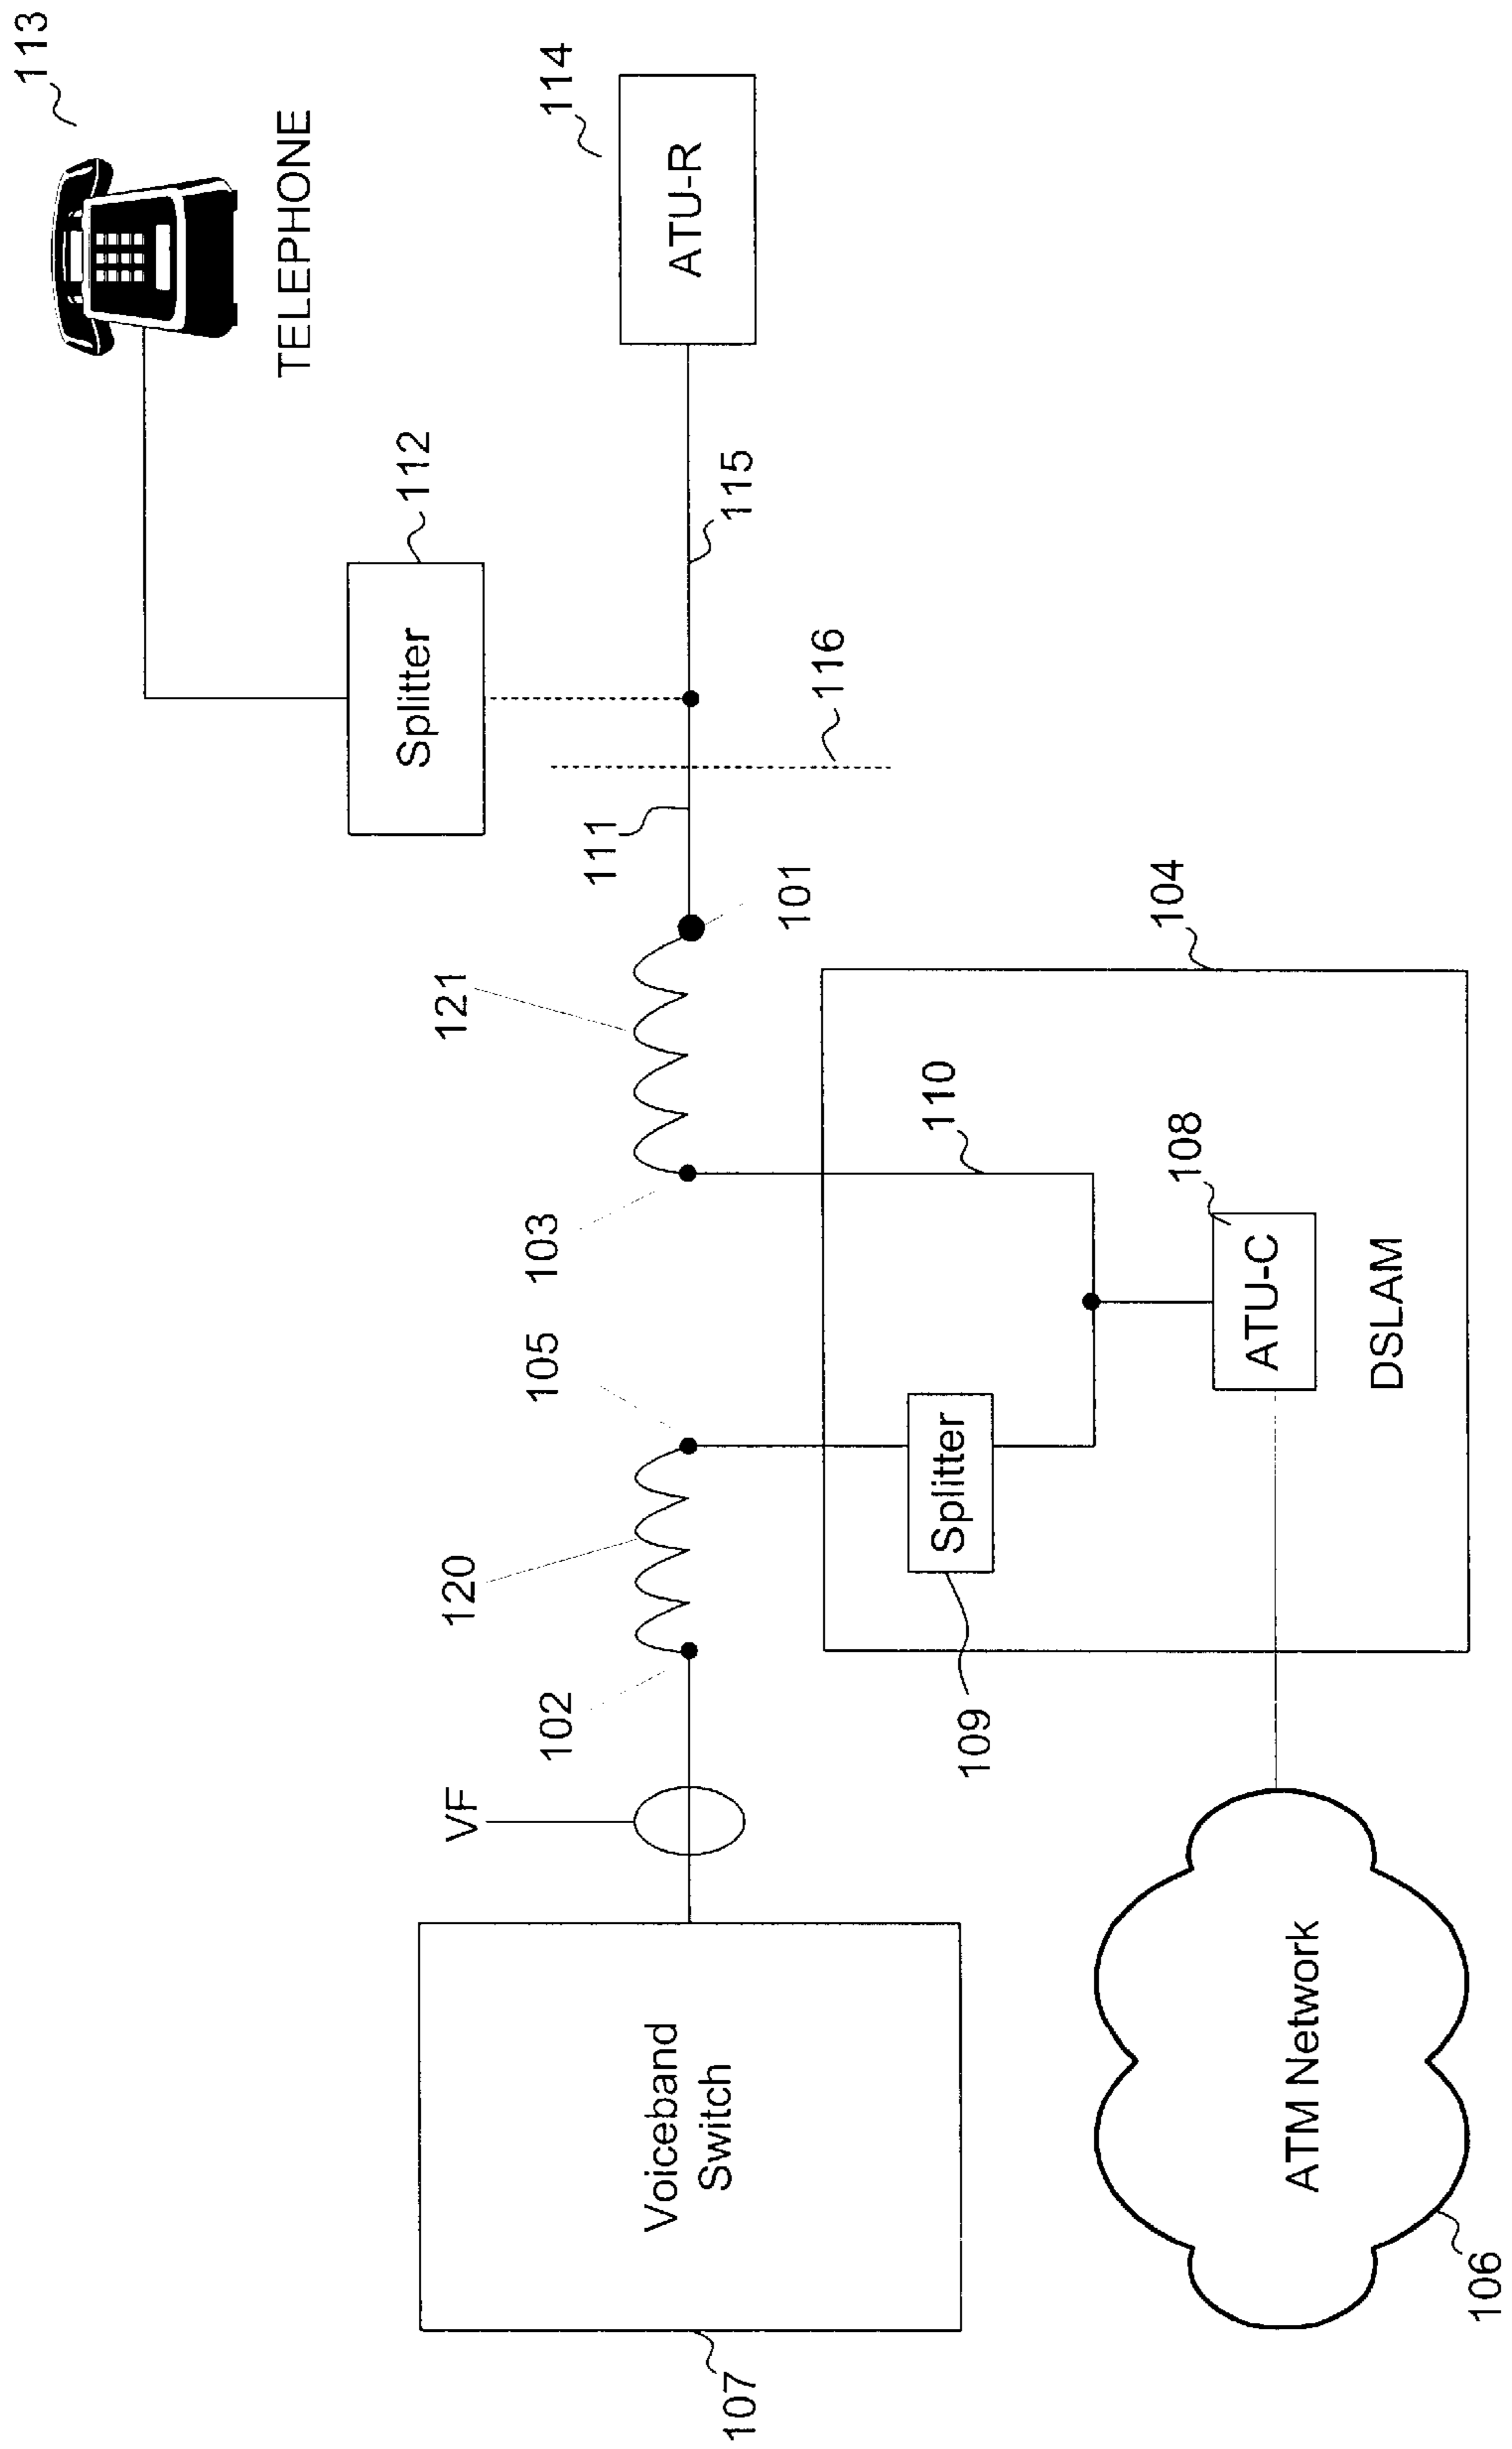 113
TELEPHONE
114
ATU-R
Splitter
112
115
116
111
101
121
104
110
103
108
ATU-C
DSLAM
105
Splitter
109
120
102
VF
Voiceband
Switch
107
ATM Network
106